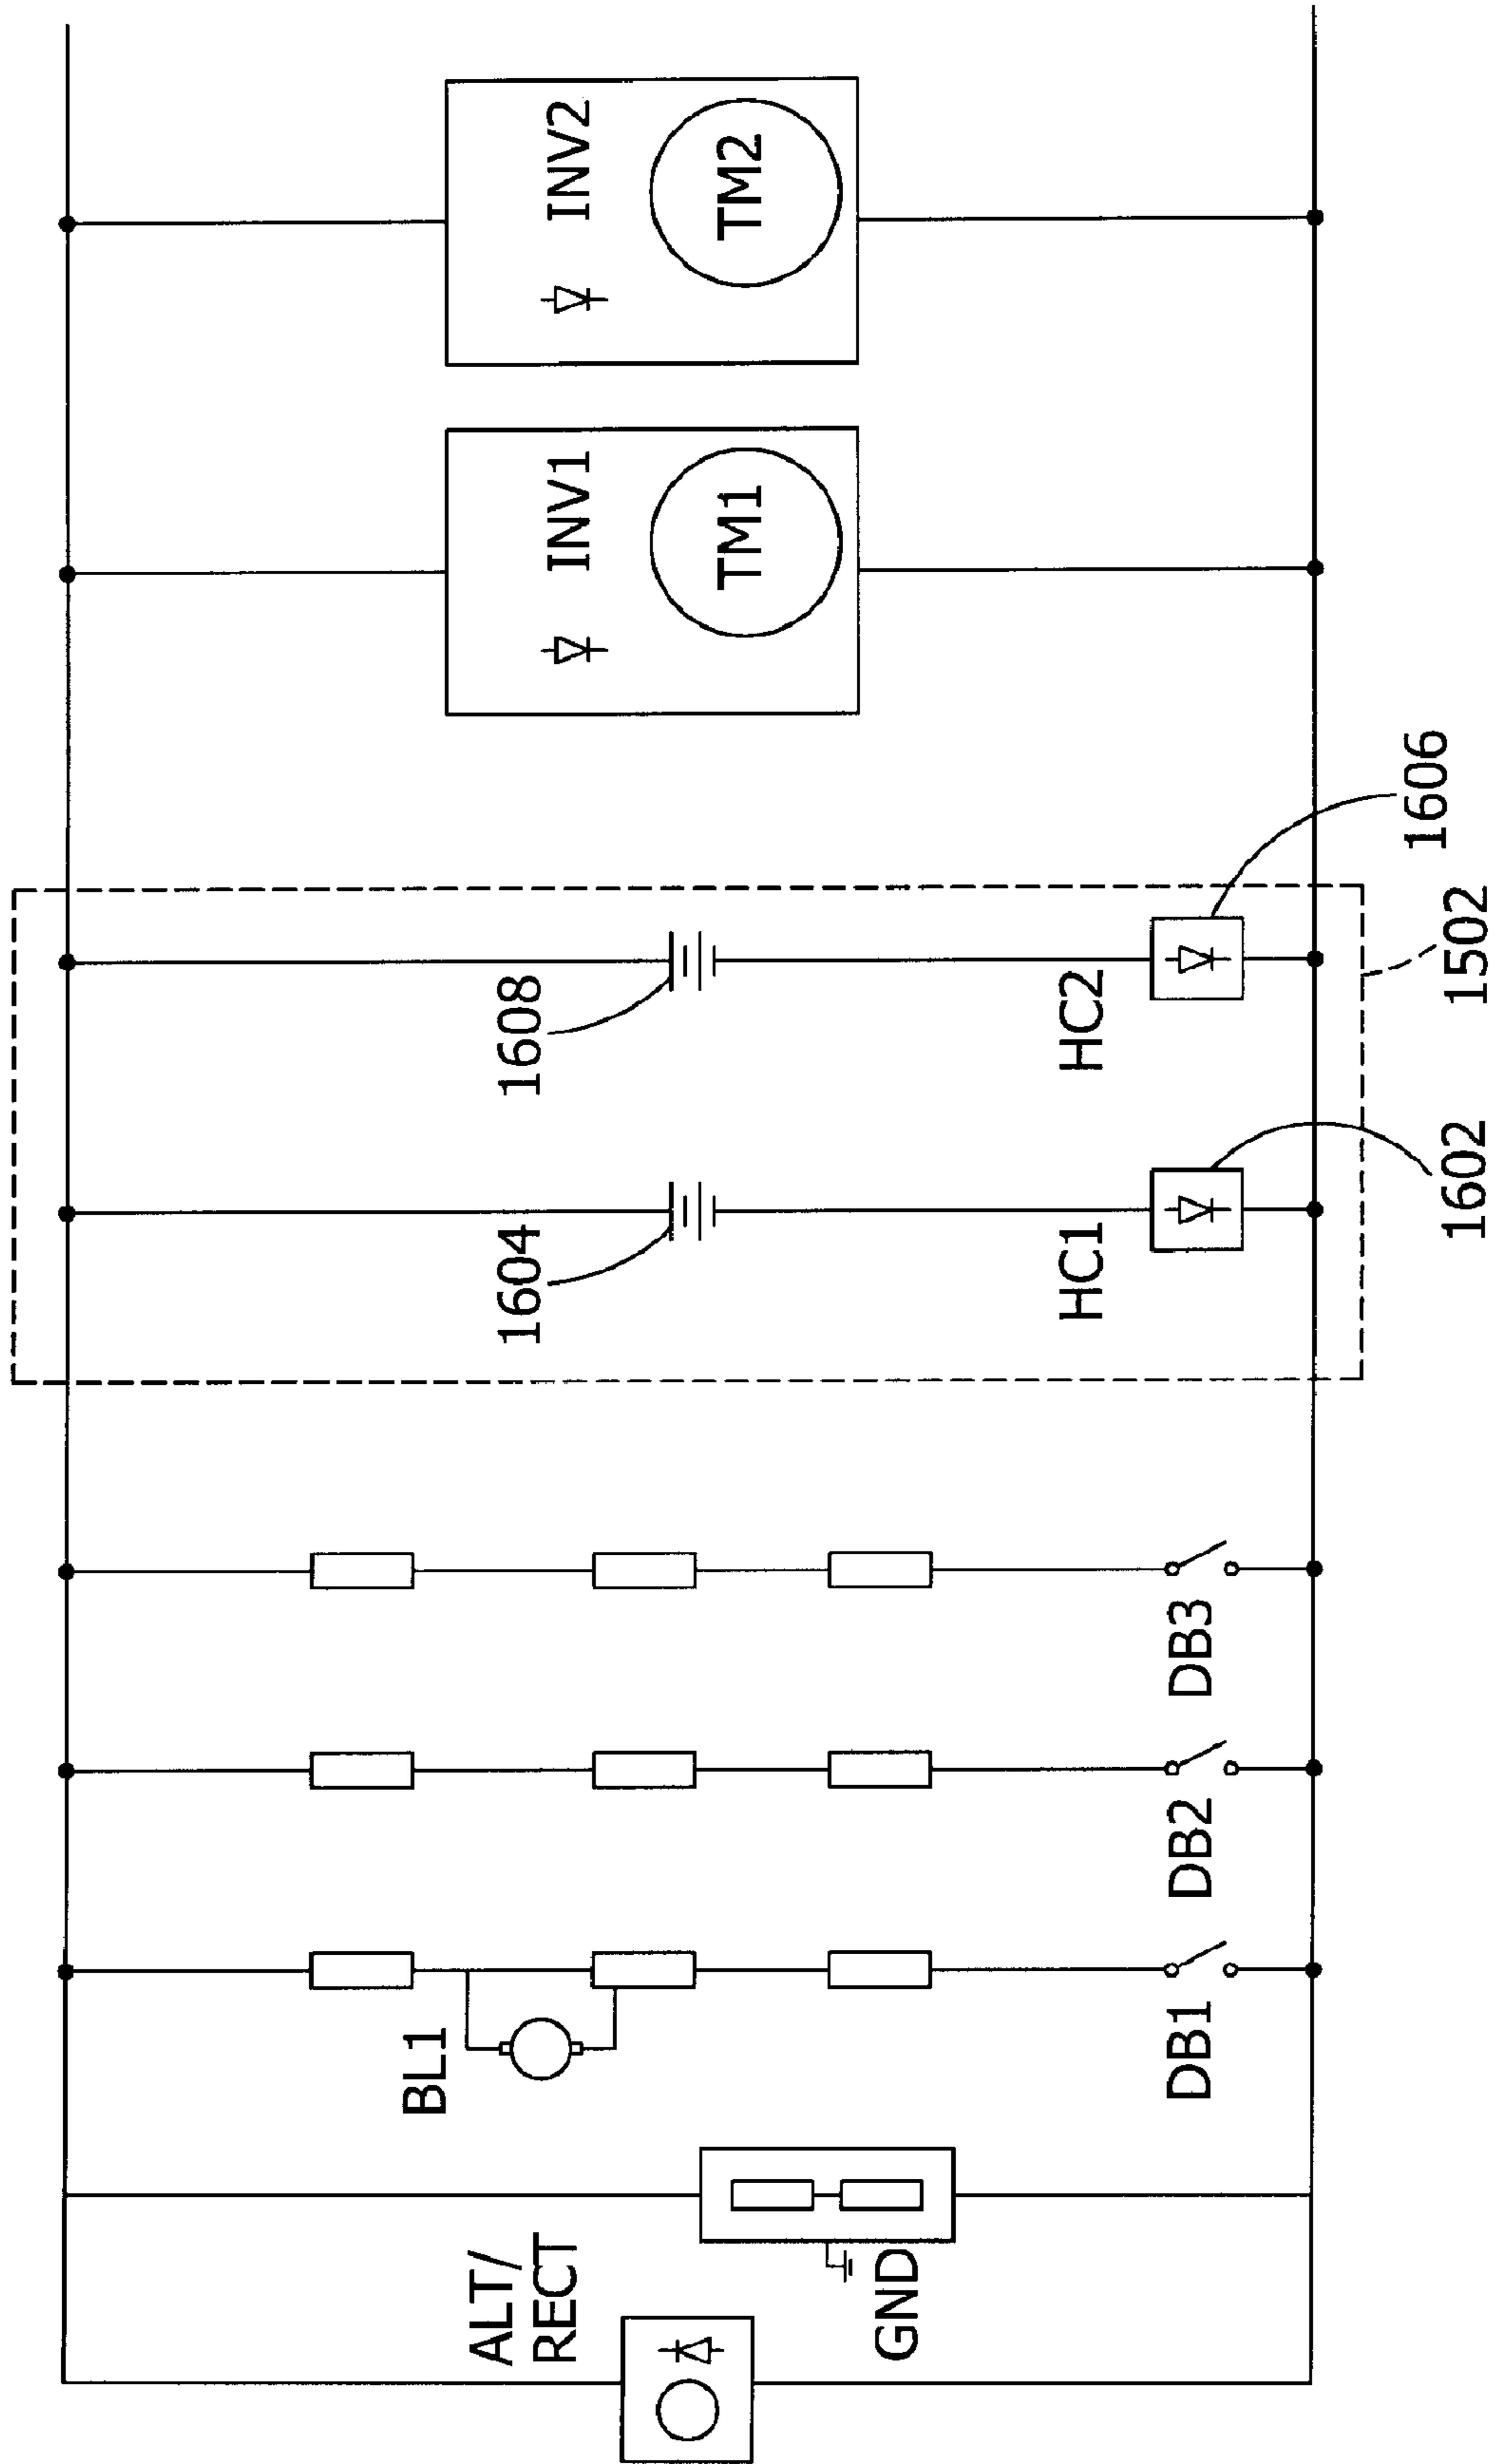 ALT/
RECT
GND
BL1
DB1
DB2
DB3
1604
HC1
1602
1608
HC2
1606
1502
INV1
TM1
INV2
TM2